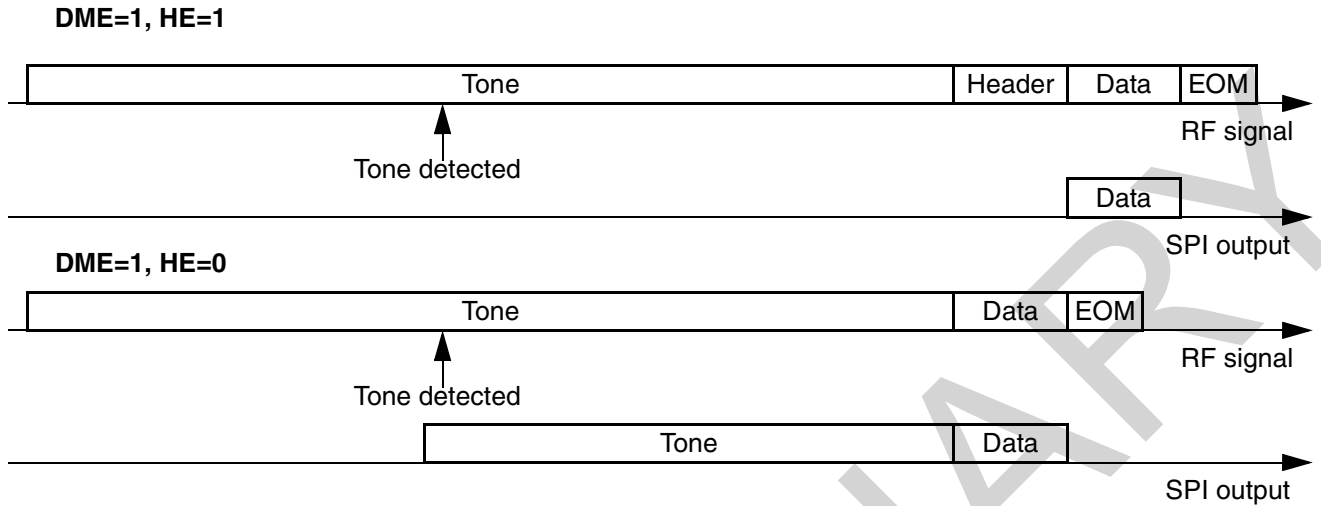 DME=1, HE=1
Tone Header Data EOM
RF signal
Tone detected
Data
SPI output
DME=1, HE=0
Tone Data EOM
RF signal
Tone detected
Tone Data
SPI output
NARY